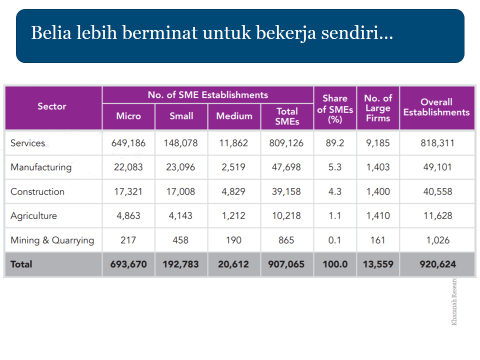 Belia lebih berminat untuk bekerja sendiri...
Sector No. of SME Establishments Share of SMEs (%) No. of Large Firms Overall Establishments
Micro Small Medium Total SMEs
Services 649,186 148,078 11,862 809,126 89.2 9,185 818,311
Manufacturing 22,083 23,096 2,519 47,698 5.3 1,403 49,101
Construction 17,321 17,008 4,829 39,158 4.3 1,400 40,558
Agriculture 4,863 4,143 1,212 10,218 1.1 1,410 11,628
Mining & Quarrying 217 458 190 865 0.1 161 1,026
Total 693,670 192,783 20,612 907,065 100.0 13,559 920,624
Khazanah